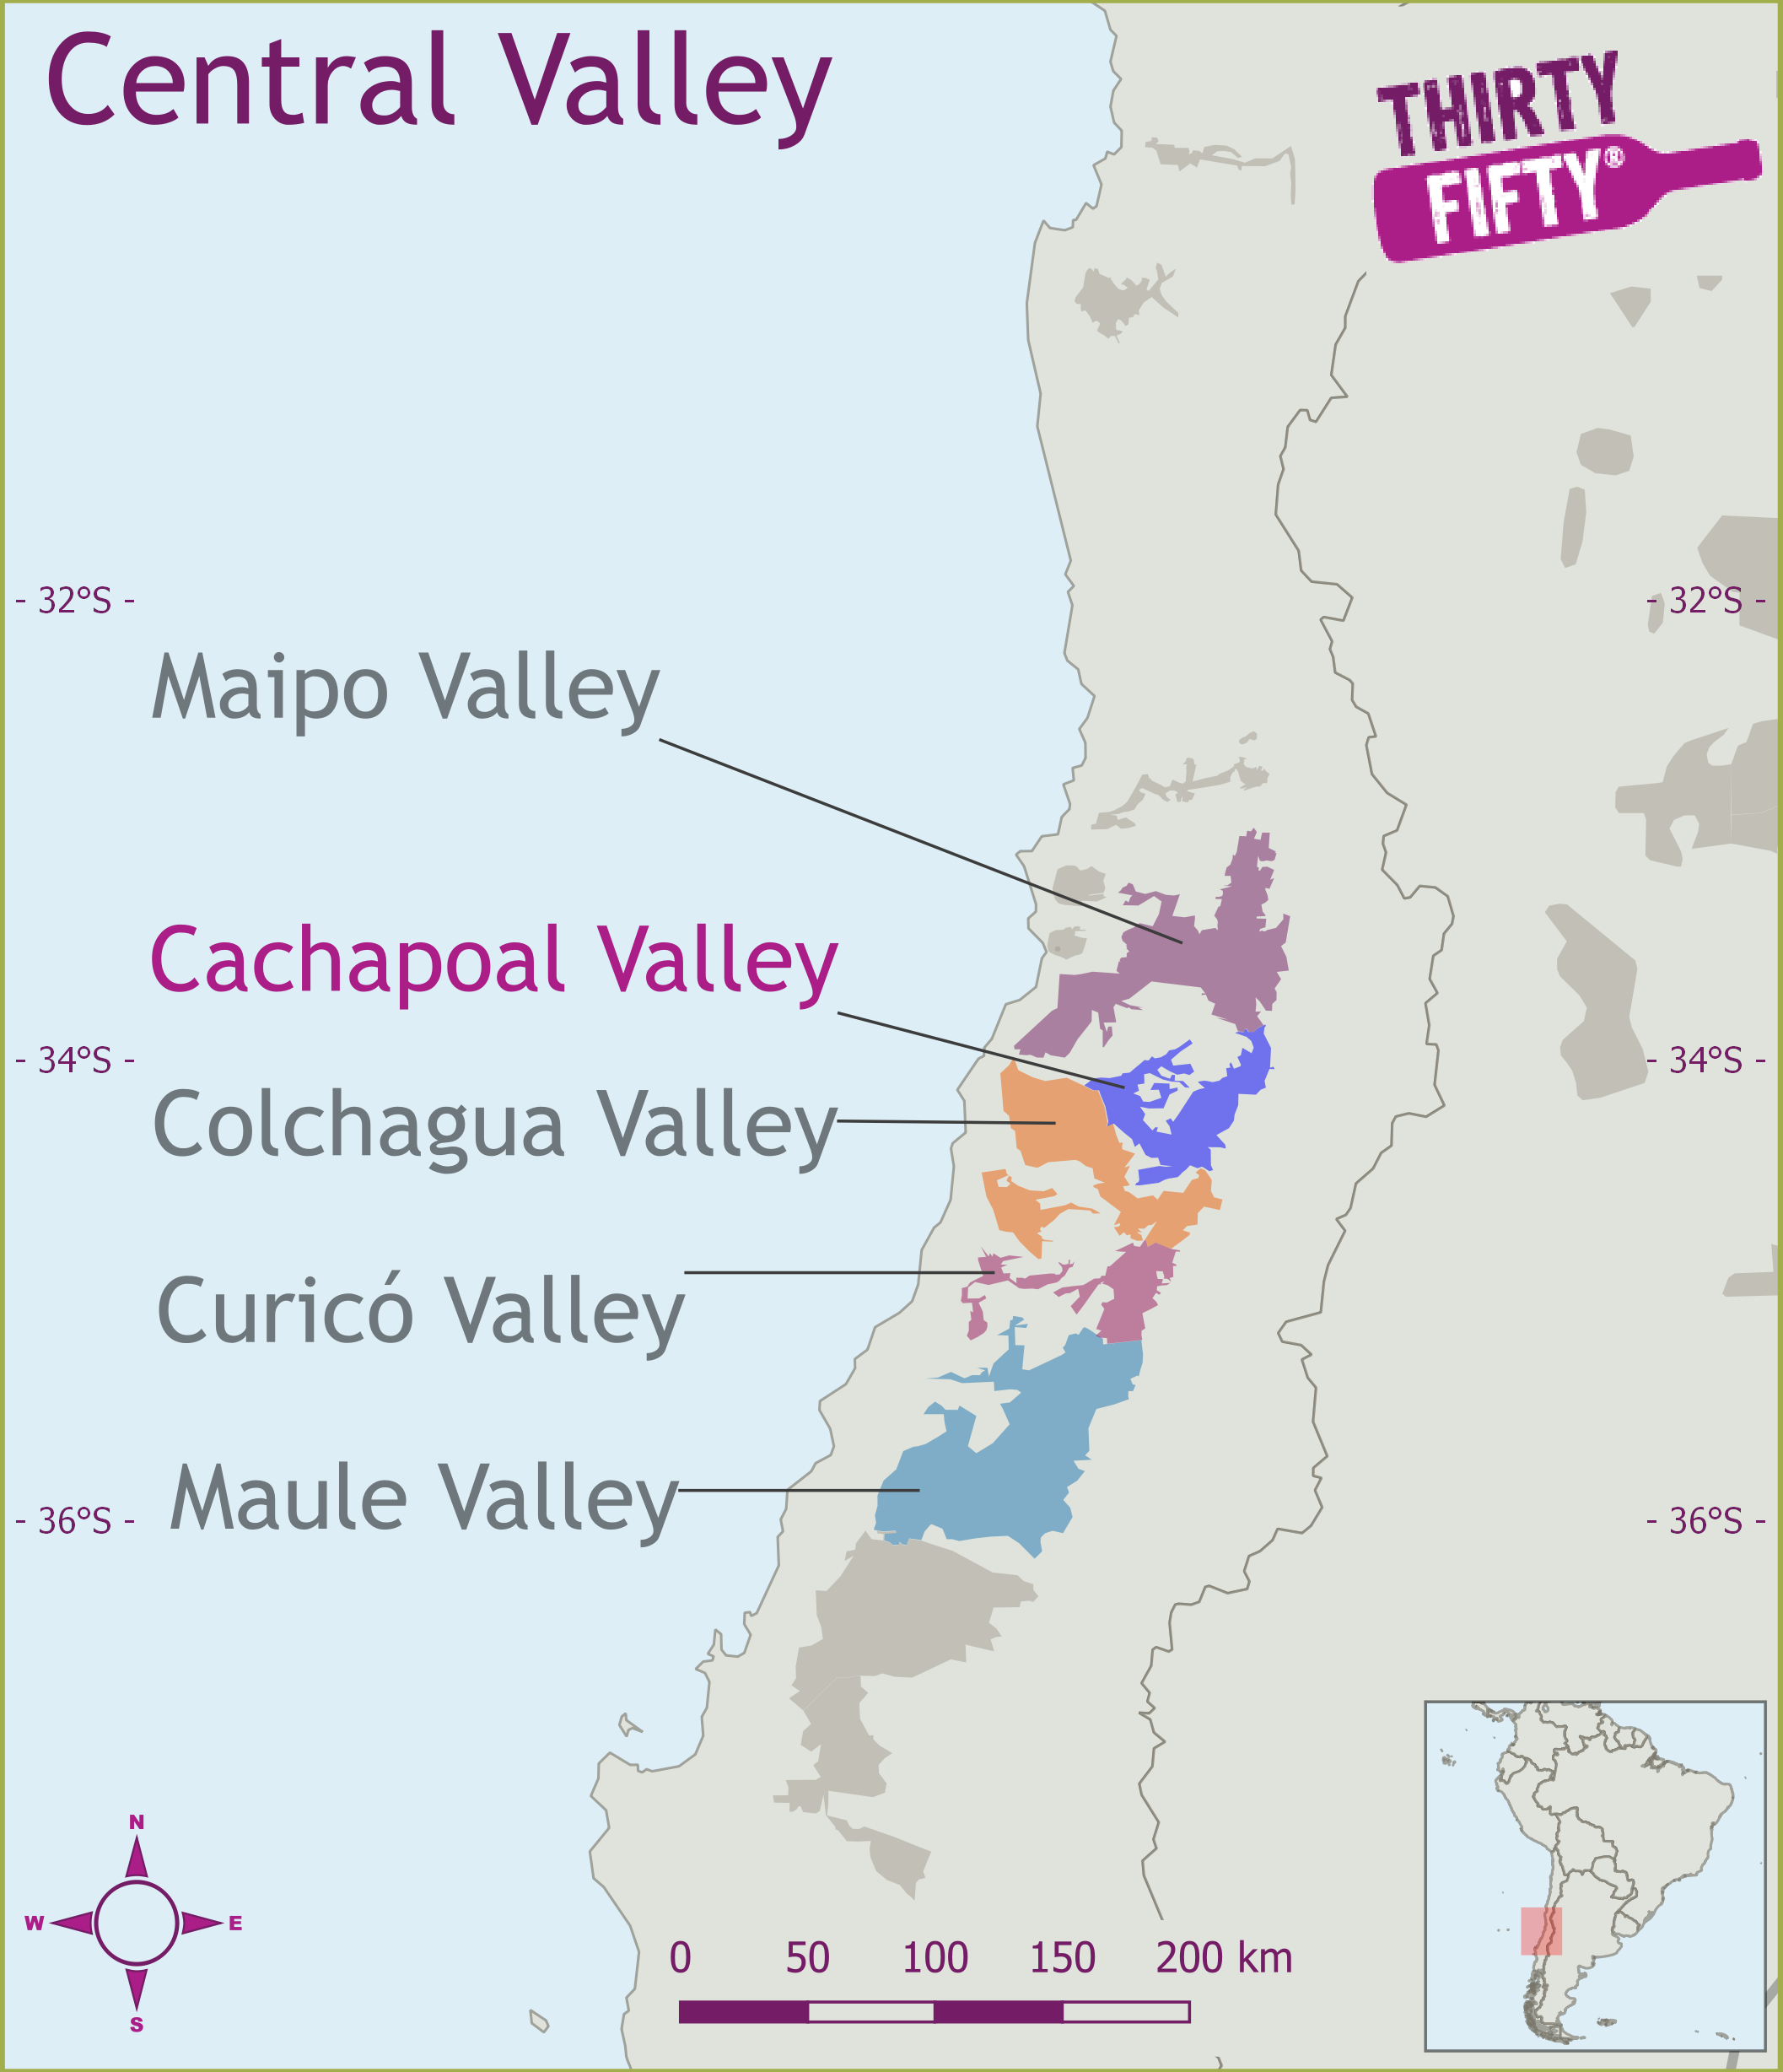 Central Valley
THIRTY
FIFTY®
- 32°S -
- 32°S -
Maipo Valley
Cachapoal Valley
- 34°S -
- 34°S -
Colchagua Valley
Curicó Valley
Maule Valley
- 36°S -
- 36°S -
N
W
E
S
0 50 100 150 200 km